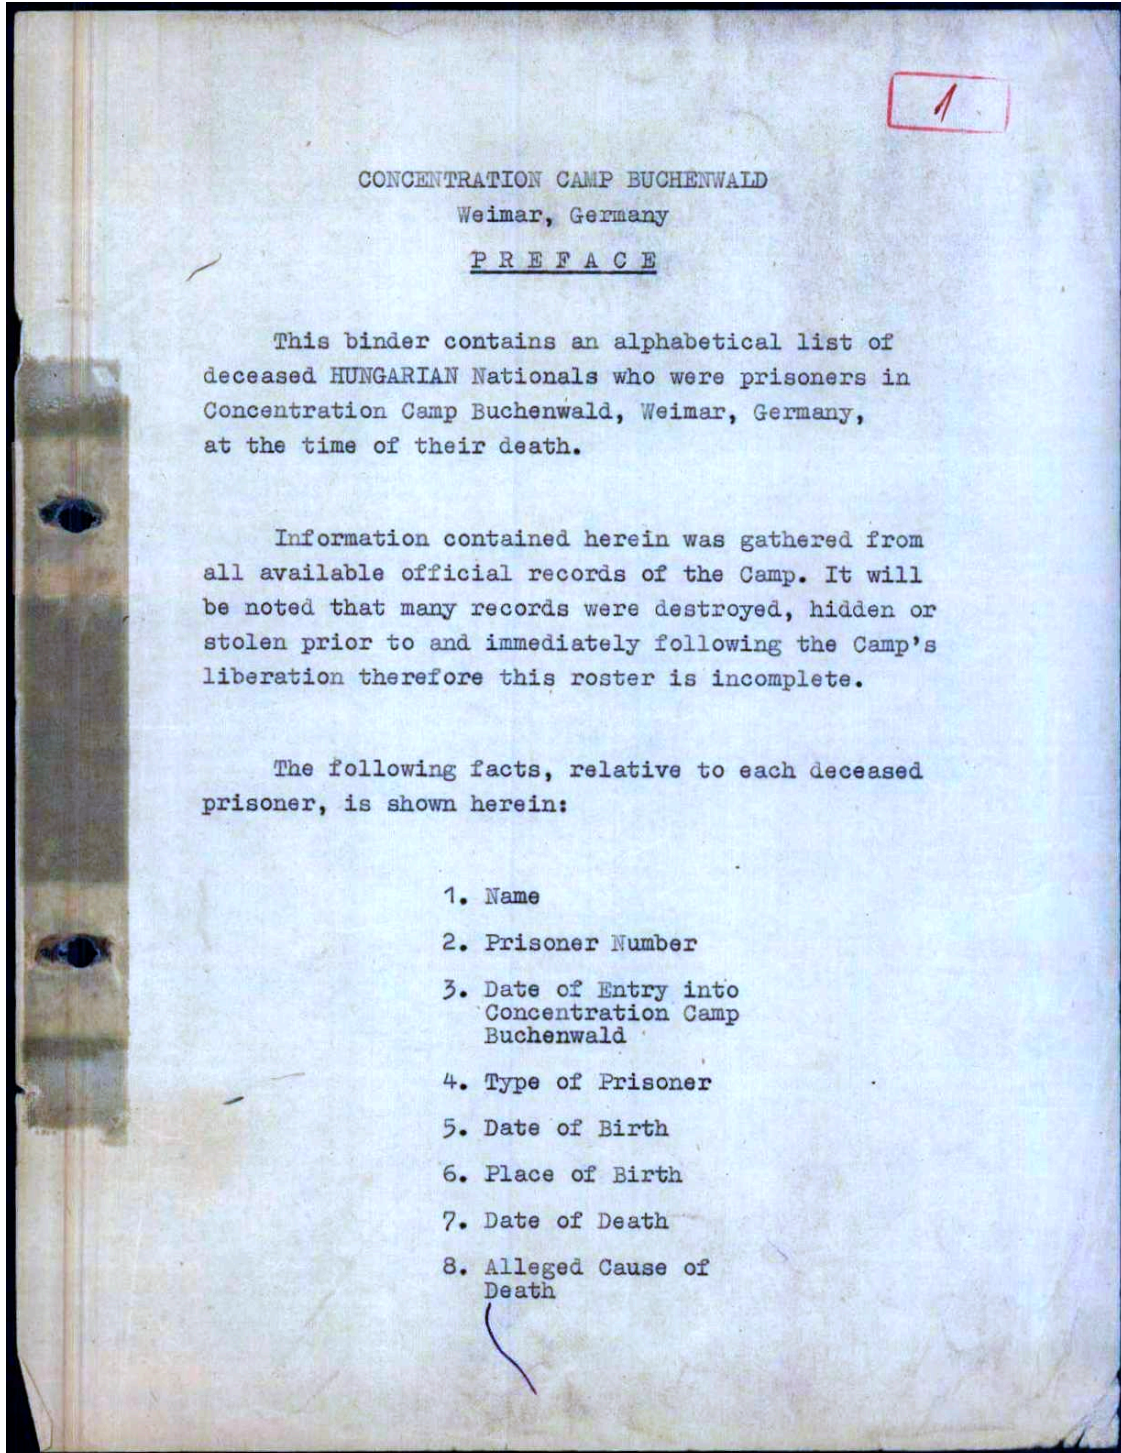 1
CONCENTRATION CAMP BUCHENWALD
Weimar, Germany
P R E F A C E
This binder contains an alphabetical list of
deceased HUNGARIAN Nationals who were prisoners in
Concentration Camp Buchenwald, Weimar, Germany,
at the time of their death.
Information contained herein was gathered from
all available official records of the Camp. It will
be noted that many records were destroyed, hidden or
stolen prior to and immediately following the Camp's
liberation therefore this roster is incomplete.
The following facts, relative to each deceased
prisoner, is shown herein:
1. Name
2. Prisoner Number
3. Date of Entry into
Concentration Camp
Buchenwald
4. Type of Prisoner
5. Date of Birth
6. Place of Birth
7. Date of Death
8. Alleged Cause of
Death